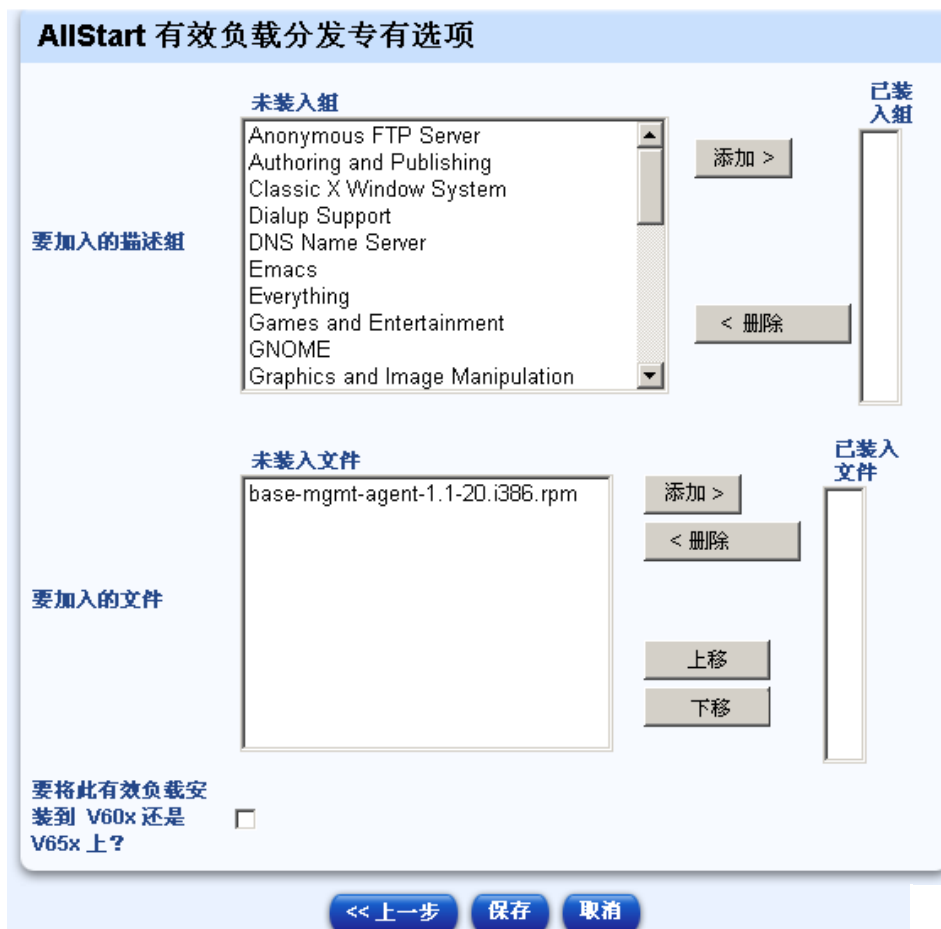 AllStart 有效负载分发专有选项
未装入组
已装
入组
要加入的描述组
Anonymous FTP Server
Authoring and Publishing
Classic X Window System
Dialup Support
DNS Name Server
Emacs
Everything
Games and Entertainment
GNOME
Graphics and Image Manipulation
添加 >
< 删除
未装入文件
已装入
文件
要加入的文件
base-mgmt-agent-1.1-20.i386.rpm
添加 >
< 删除
上移
下移
要将此有效负载安
装到 V60x 还是
V65x 上?
<< 上一步 保存 取消